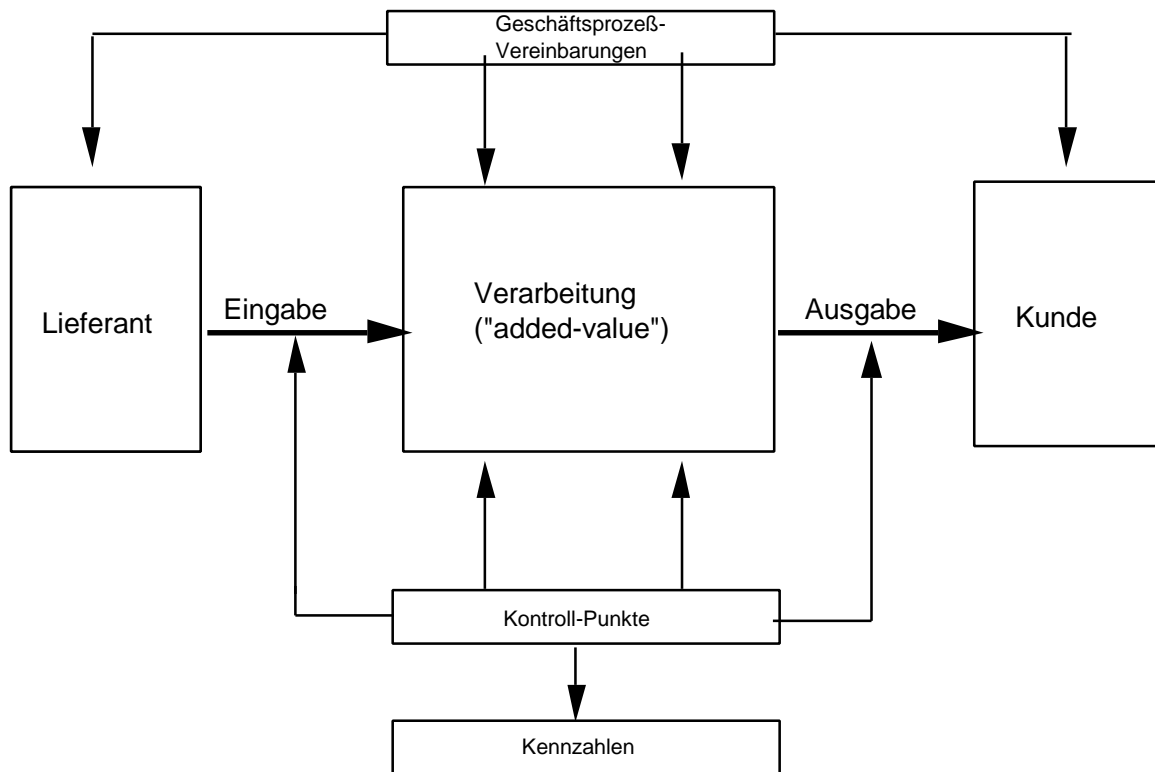 Geschäftsprozeß-
Vereinbarungen
Lieferant
Eingabe
Verarbeitung
("added-value")
Ausgabe
Kunde
Kontroll-Punkte
Kennzahlen